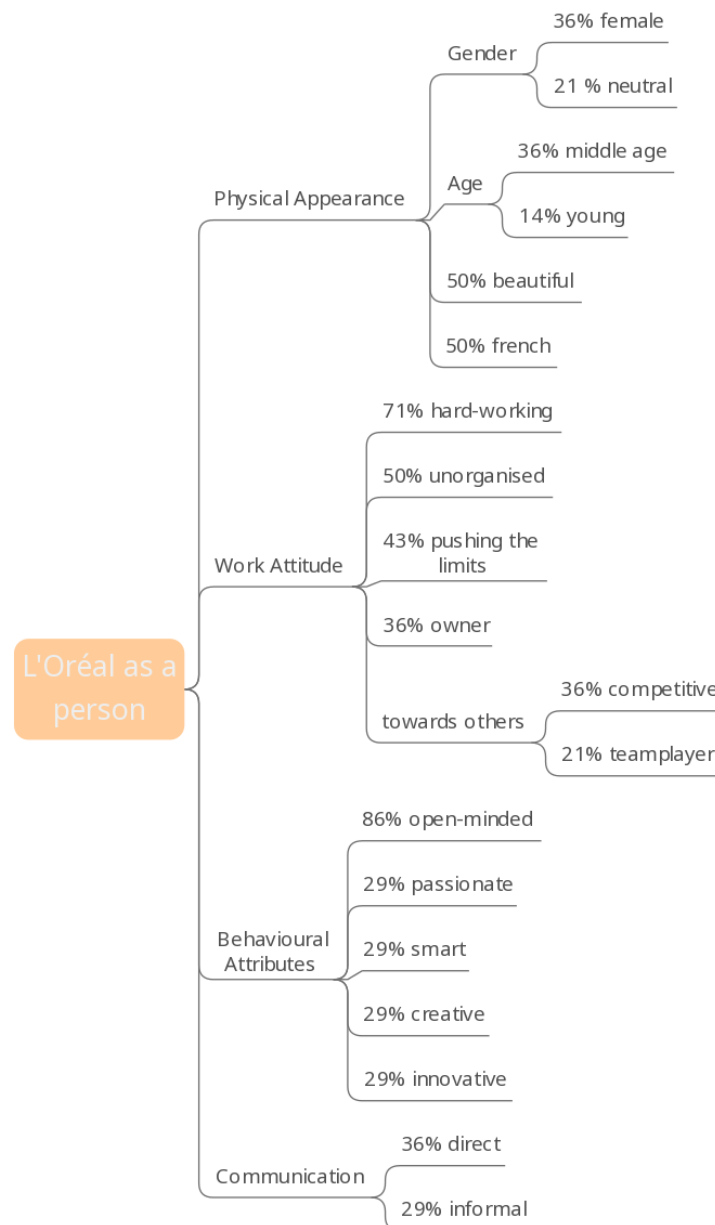 L'Oréal as a
person
Physical Appearance
Gender
36% female
21 % neutral
Age
36% middle age
14% young
50% beautiful
50% french
Work Attitude
71% hard-working
50% unorganised
43% pushing the
limits
36% owner
towards others
36% competitive
21% teamplayer
Behavioural
Attributes
86% open-minded
29% passionate
29% smart
29% creative
29% innovative
Communication
36% direct
29% informal